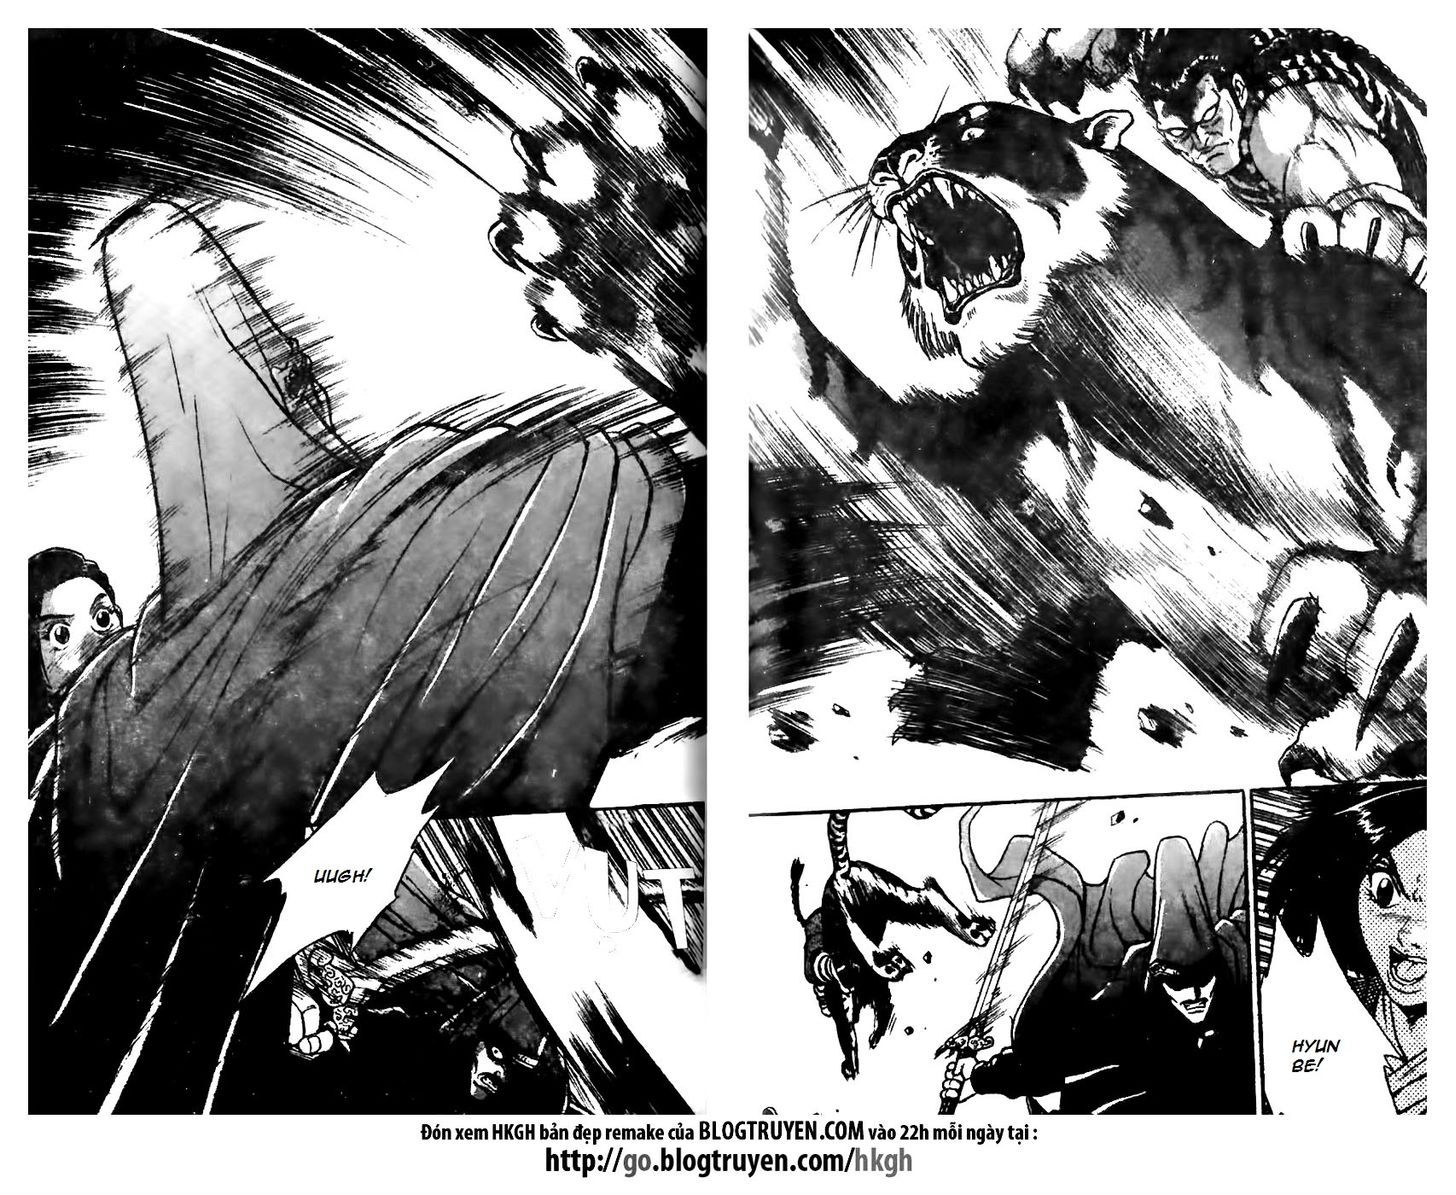 UUGH!
VỤT
HYUN
BE!
Đón xem HKGH bản đẹp remake của BLOGTRUYEN.COM vào 22h mỗi ngày tại :
http://go.blogtruyen.com/hkgh